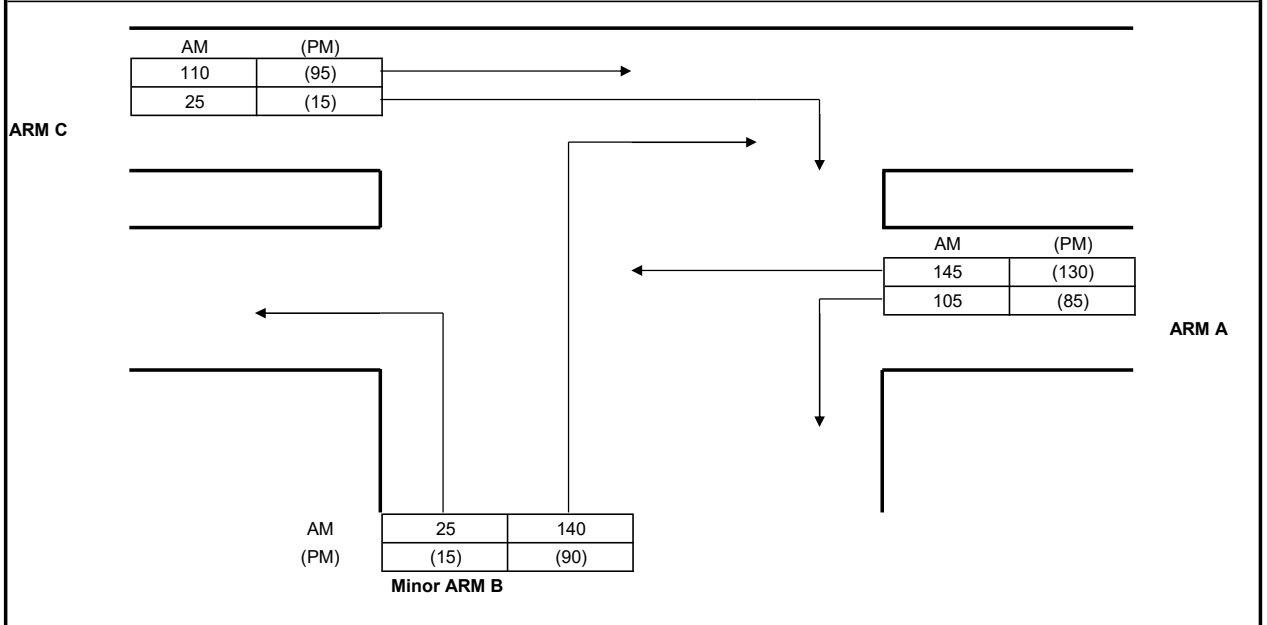 AM (PM)
110 (95)
25 (15)
ARM C
AM (PM)
145 (130)
105 (85)
ARM A
AM 25 140
(PM) (15) (90)
Minor ARM B